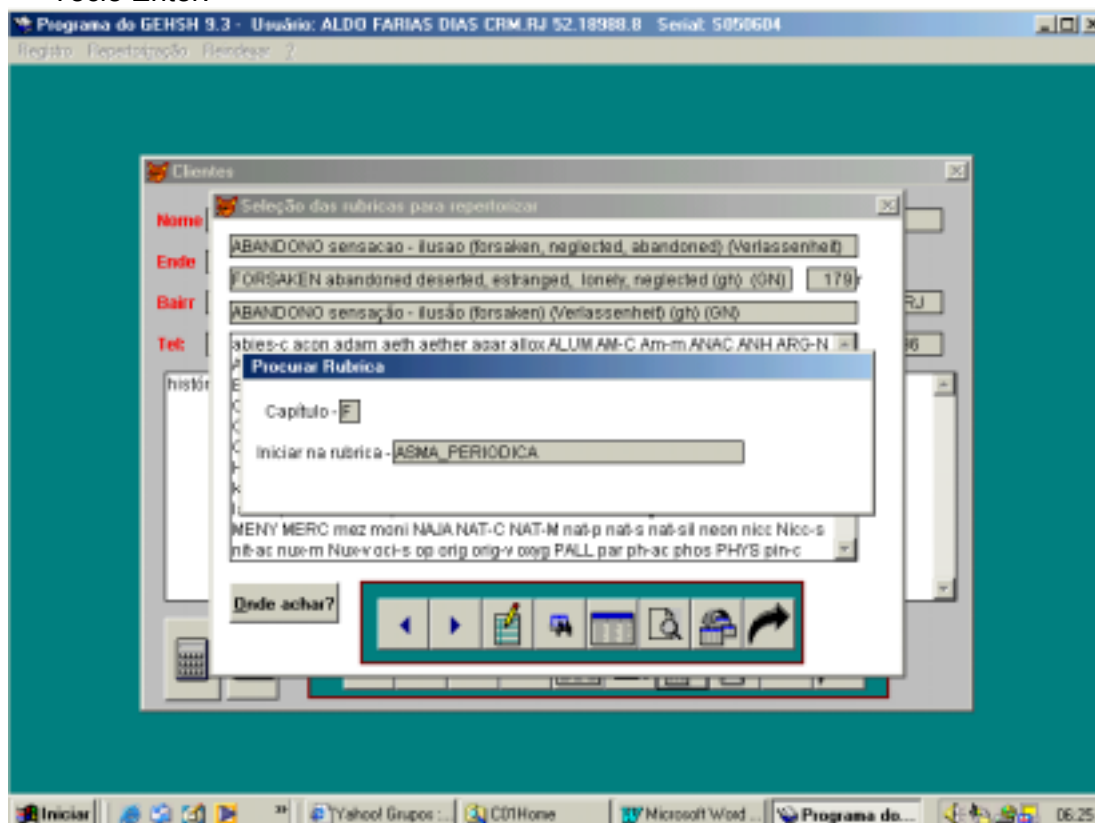 Tecle Enter.
Programa do GEHSH 9.3 - Usuário: ALDO FARIAS DIAS CRM.RJ 52.18988.8 Serial: S050604
Registro Repertorização Reindexar ?
Clientes
Seleção das rubricas para repertorizar
Nome
ABANDONO sensacao - ilusao (forsaken, neglected, abandoned) (Verlassenheit)
Ende
FORSAKEN abandoned deserted, estranged, lonely, neglected (gh) (GN) 179 r
Bairr
ABANDONO sensação - ilusão (forsaken) (Verlassenheit) (gh) (GN)
RJ
Tel:
abies-c acon adam aeth aether agar allox ALUM AM-C Am-m ANAC ANH ARG-N
histór
Procurar Rubrica
Capítulo - F
Iniciar na rubrica - ASMA_PERIODICA
MENY MERC mez moni NAJA NAT-C NAT-M nat-p nat-s nat-sil neon nicc Nicc-s
nit-ac nux-m Nux-v oci-s op orig orig-v oxyg PALL par ph-ac phos PHYS pin-c
Onde achar?
Iniciar
Yahoo! Grupos :...
C01Home
Microsoft Word ...
Programa do...
06:25